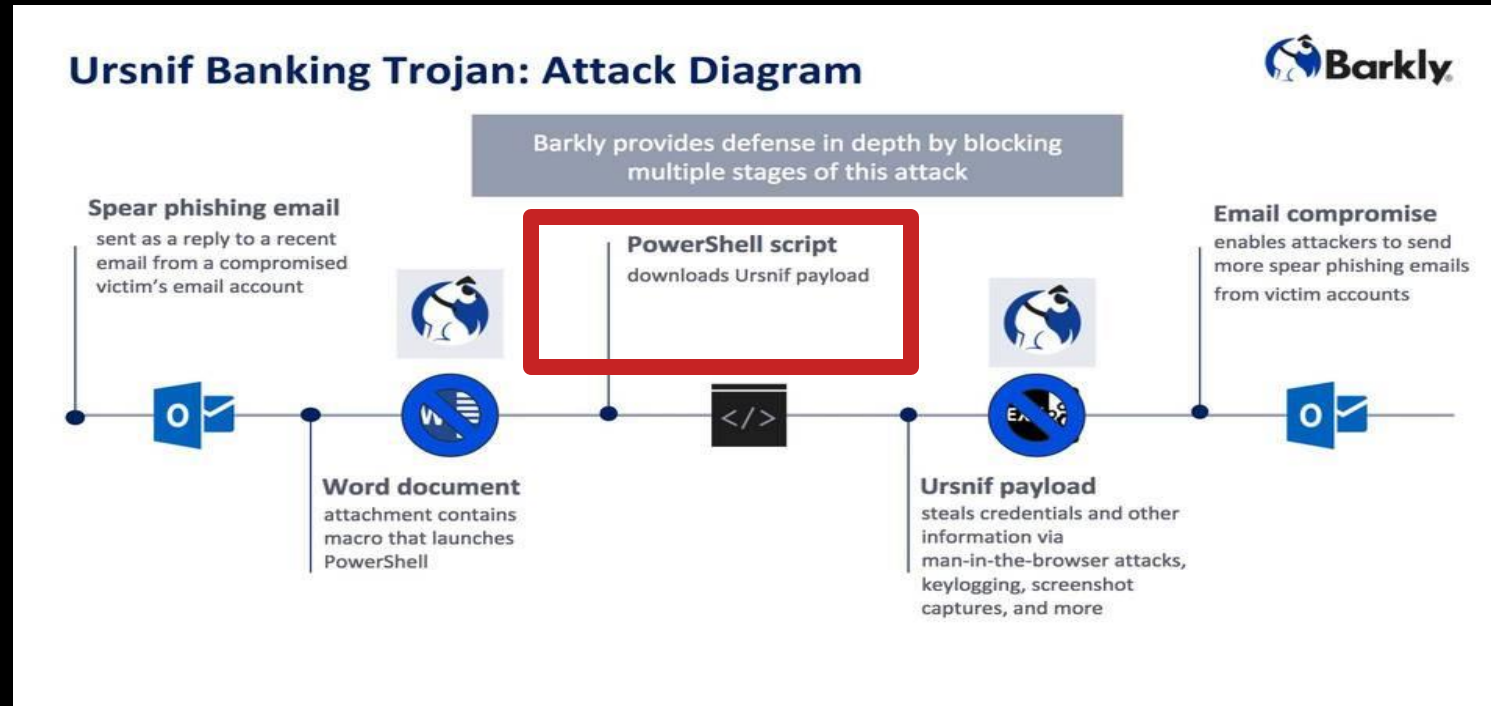 Ursnif Banking Trojan: Attack Diagram
Barkly
Barkly provides defense in depth by blocking
multiple stages of this attack
Spear phishing email
sent as a reply to a recent
email from a compromised
victim's email account
PowerShell script
downloads Ursnif payload
Email compromise
enables attackers to send
more spear phishing emails
from victim accounts
O
W
</>
O
Word document
attachment contains
macro that launches
PowerShell
Ursnif payload
steals credentials and other
information via
man-in-the-browser attacks,
keylogging, screenshot
captures, and more